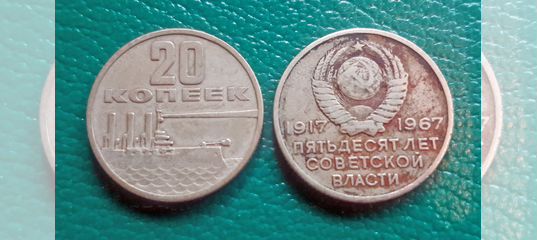 20
КОПЕЕК
1917 1967
ПЯТЬДЕСЯТ ЛЕТ
СОВЕТСКОЙ
ВЛАСТИ